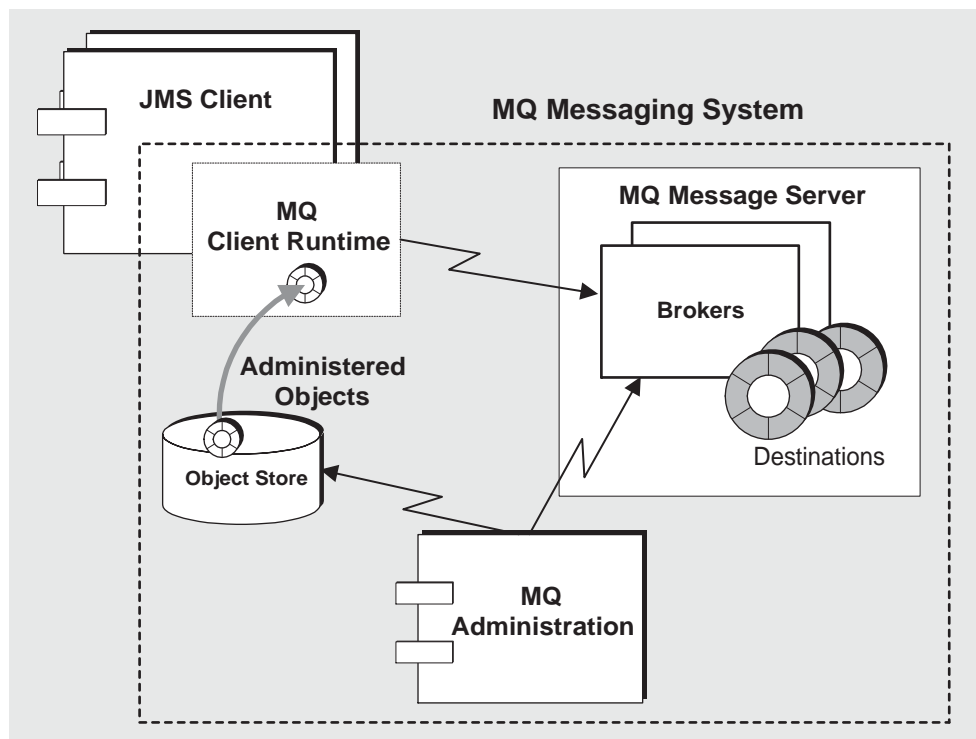 JMS Client
MQ Messaging System
MQ
Client Runtime
MQ Message Server
Brokers
Administered
Objects
Object Store
Destinations
MQ
Administration